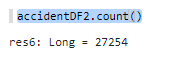 accidentDF2.count()
res6: Long = 27254